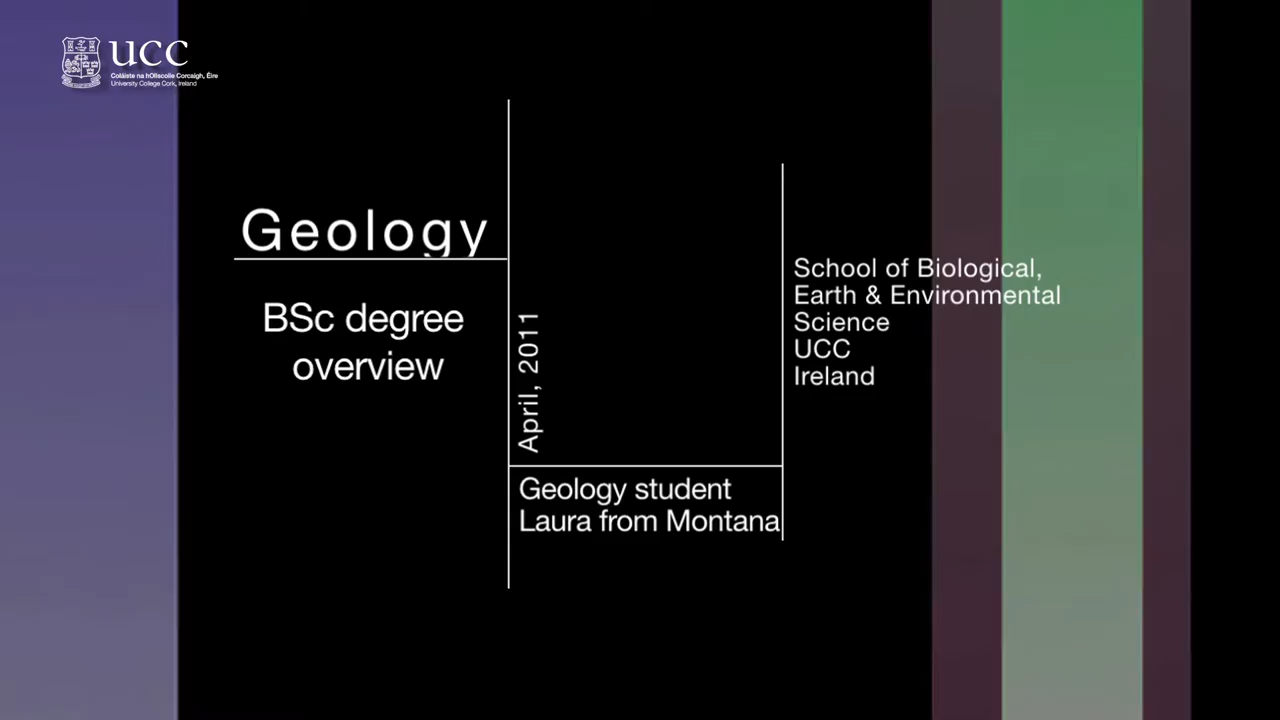 UCC
Coláiste na hOllscoile Corcaigh, Éire
University College Cork, Ireland
Geology
BSc degree
overview
April, 2011
Geology student
Laura from Montana
School of Biological,
Earth & Environmental
Science
UCC
Ireland